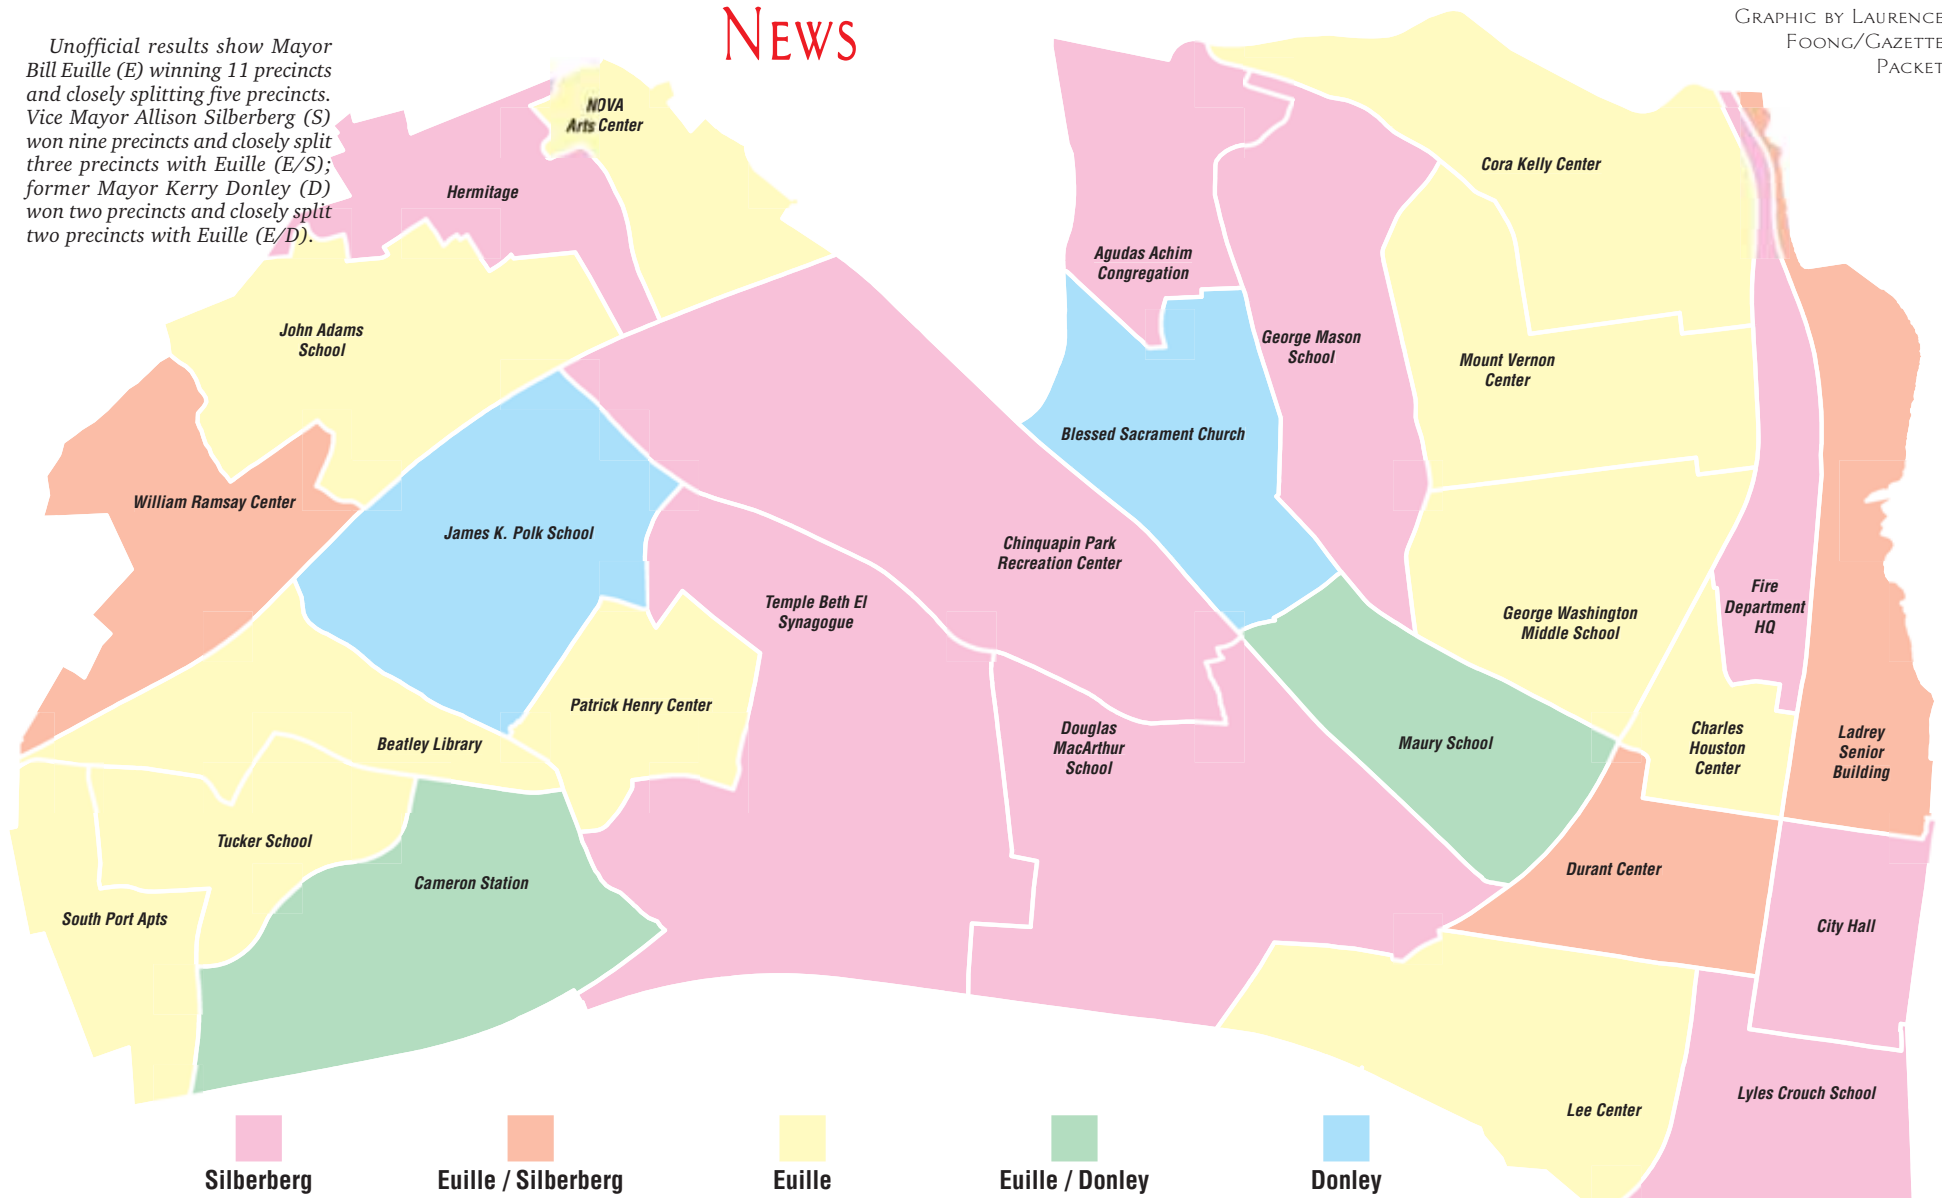 NEWS
GRAPHIC BY LAURENCE
FOONG/GAZETTE
PACKET
Unofficial results show Mayor
Bill Euille (E) winning 11 precincts
and closely splitting five precincts.
Vice Mayor Allison Silberberg (S)
won nine precincts and closely split
three precincts with Euille (E/S);
former Mayor Kerry Donley (D)
won two precincts and closely split
two precincts with Euille (E/D).
NOVA
Arts Center
Hermitage
Cora Kelly Center
Agudas Achim
Congregation
John Adams
School
George Mason
School
Mount Vernon
Center
Blessed Sacrament Church
William Ramsay Center
James K. Polk School
Chinquapin Park
Recreation Center
Temple Beth El
Synagogue
George Washington
Middle School
Fire
Department
HQ
Patrick Henry Center
Beatley Library
Douglas
MacArthur
School
Maury School
Charles
Houston
Center
Ladrey
Senior
Building
Tucker School
Cameron Station
Durant Center
South Port Apts
City Hall
Lee Center
Lyles Crouch School
Silberberg
Euille / Silberberg
Euille
Euille / Donley
Donley